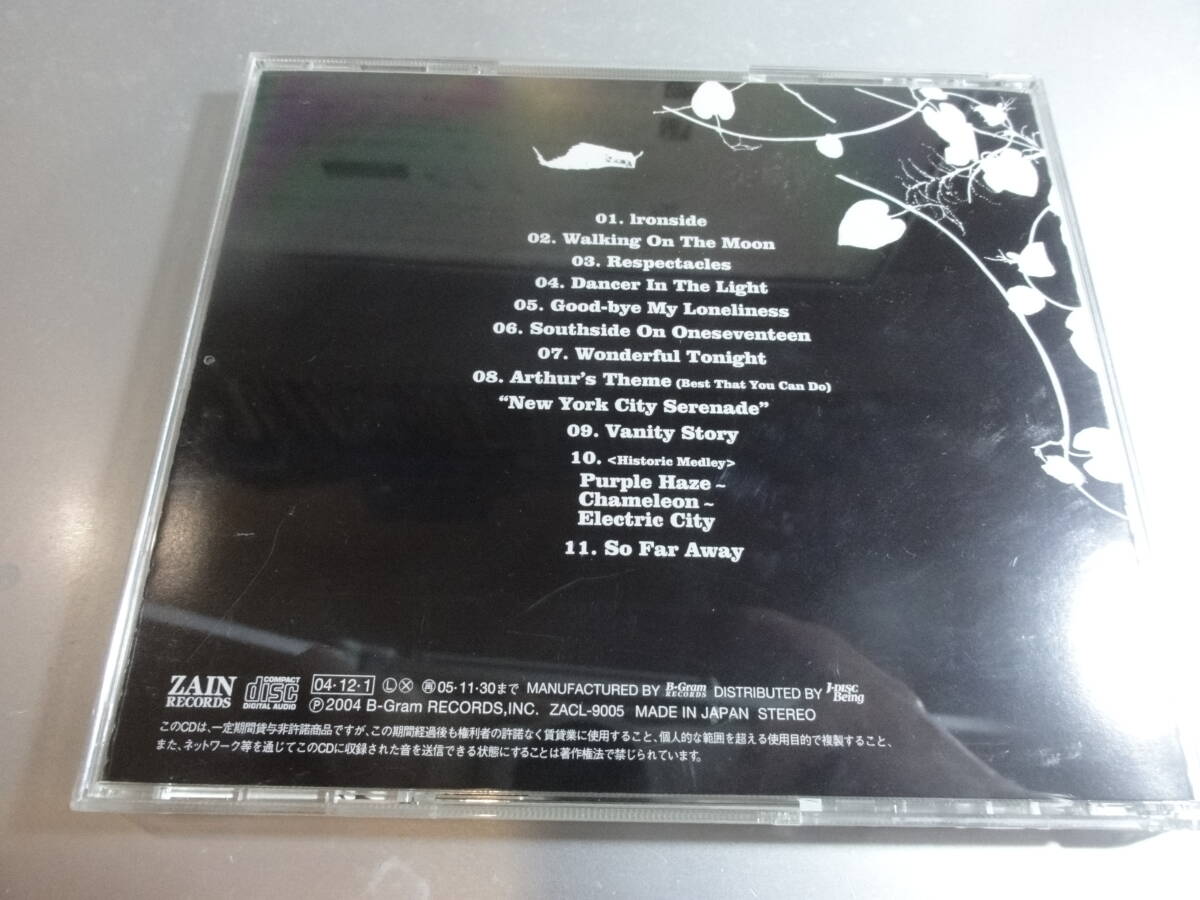 01. Ironside
02. Walking On The Moon
03. Respectacles
04. Dancer In The Light
05. Good-bye My Loneliness
06. Southside On Oneseventeen
07. Wonderful Tonight
08. Arthur's Theme (Best That You Can Do)
"New York City Serenade"
09. Vanity Story
10. <Historic Medley>
Purple Haze ~
Chameleon ~
Electric City
11. So Far Away
ZAIN RECORDS COMPACT disc DIGITAL AUDIO 04・12・1 Ⓛ Ⓧ ㊞05・11・30まで MANUFACTURED BY B-Gram RECORDS DISTRIBUTED BY J-DISC Being
Ⓟ2004 B-Gram RECORDS,INC. ZACL-9005 MADE IN JAPAN STEREO
このCDは、一定期間貸与非許諾商品ですが、この期間経過後も権利者の許諾なく賃貸業に使用すること、個人的な範囲を超える使用目的で複製すること、
また、ネットワーク等を通じてこのCDに収録された音を送信できる状態にすることは著作権法で禁じられています。